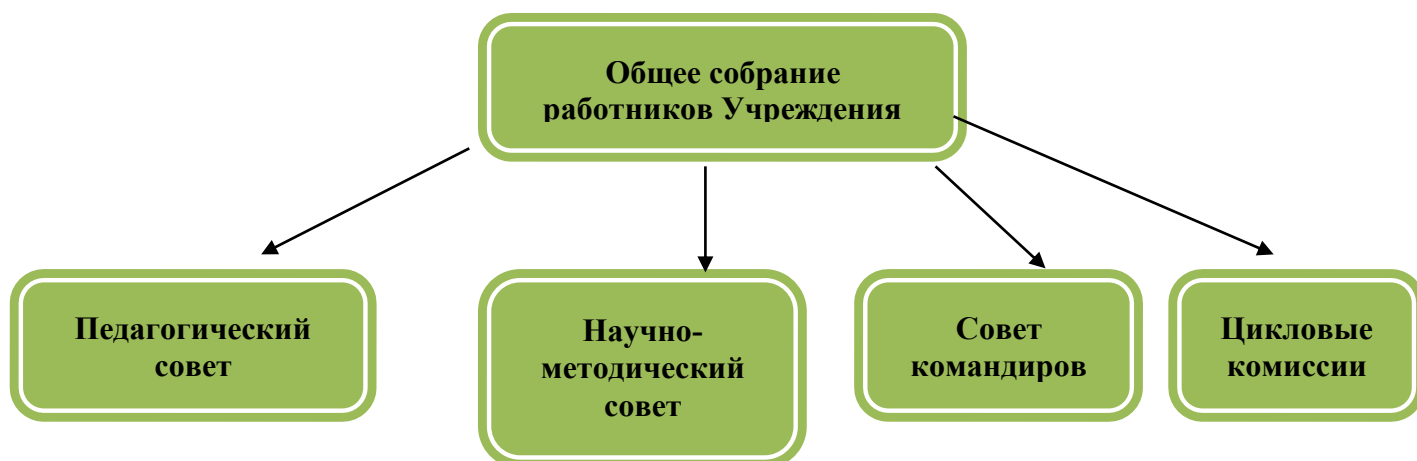 Общее собрание
работников Учреждения
Педагогический
совет
Научно-
методический
совет
Совет
командиров
Цикловые
комиссии